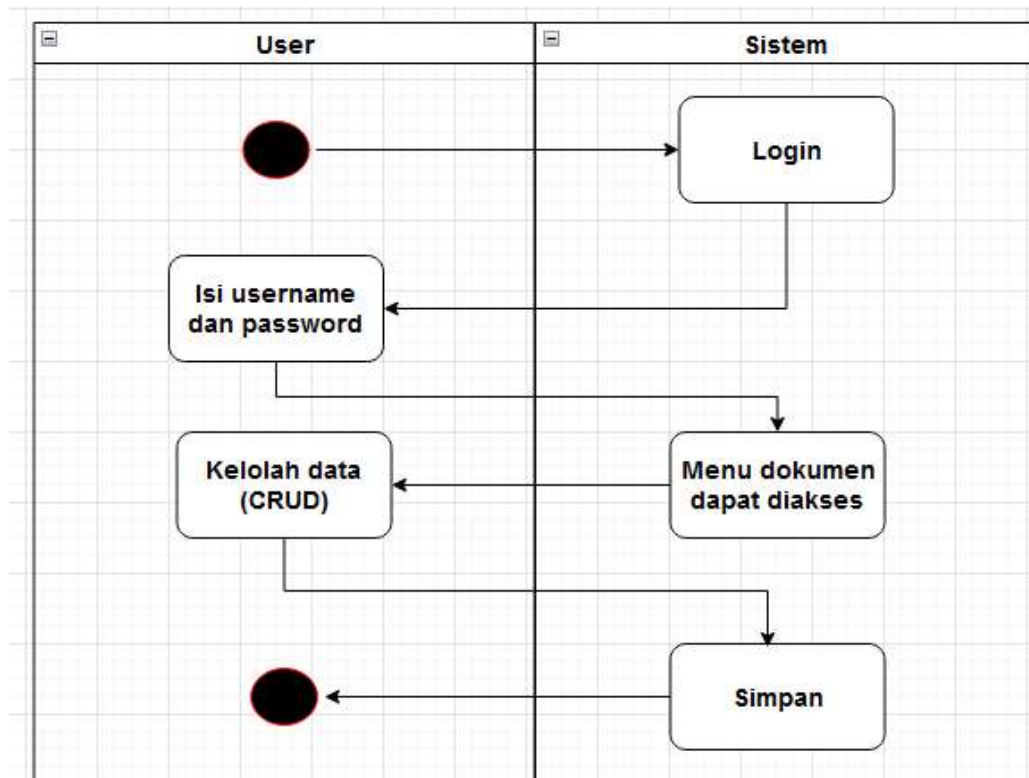 User
Sistem
Login
Isi username
dan password
Menu dokumen
dapat diakses
Kelolah data
(CRUD)
Simpan